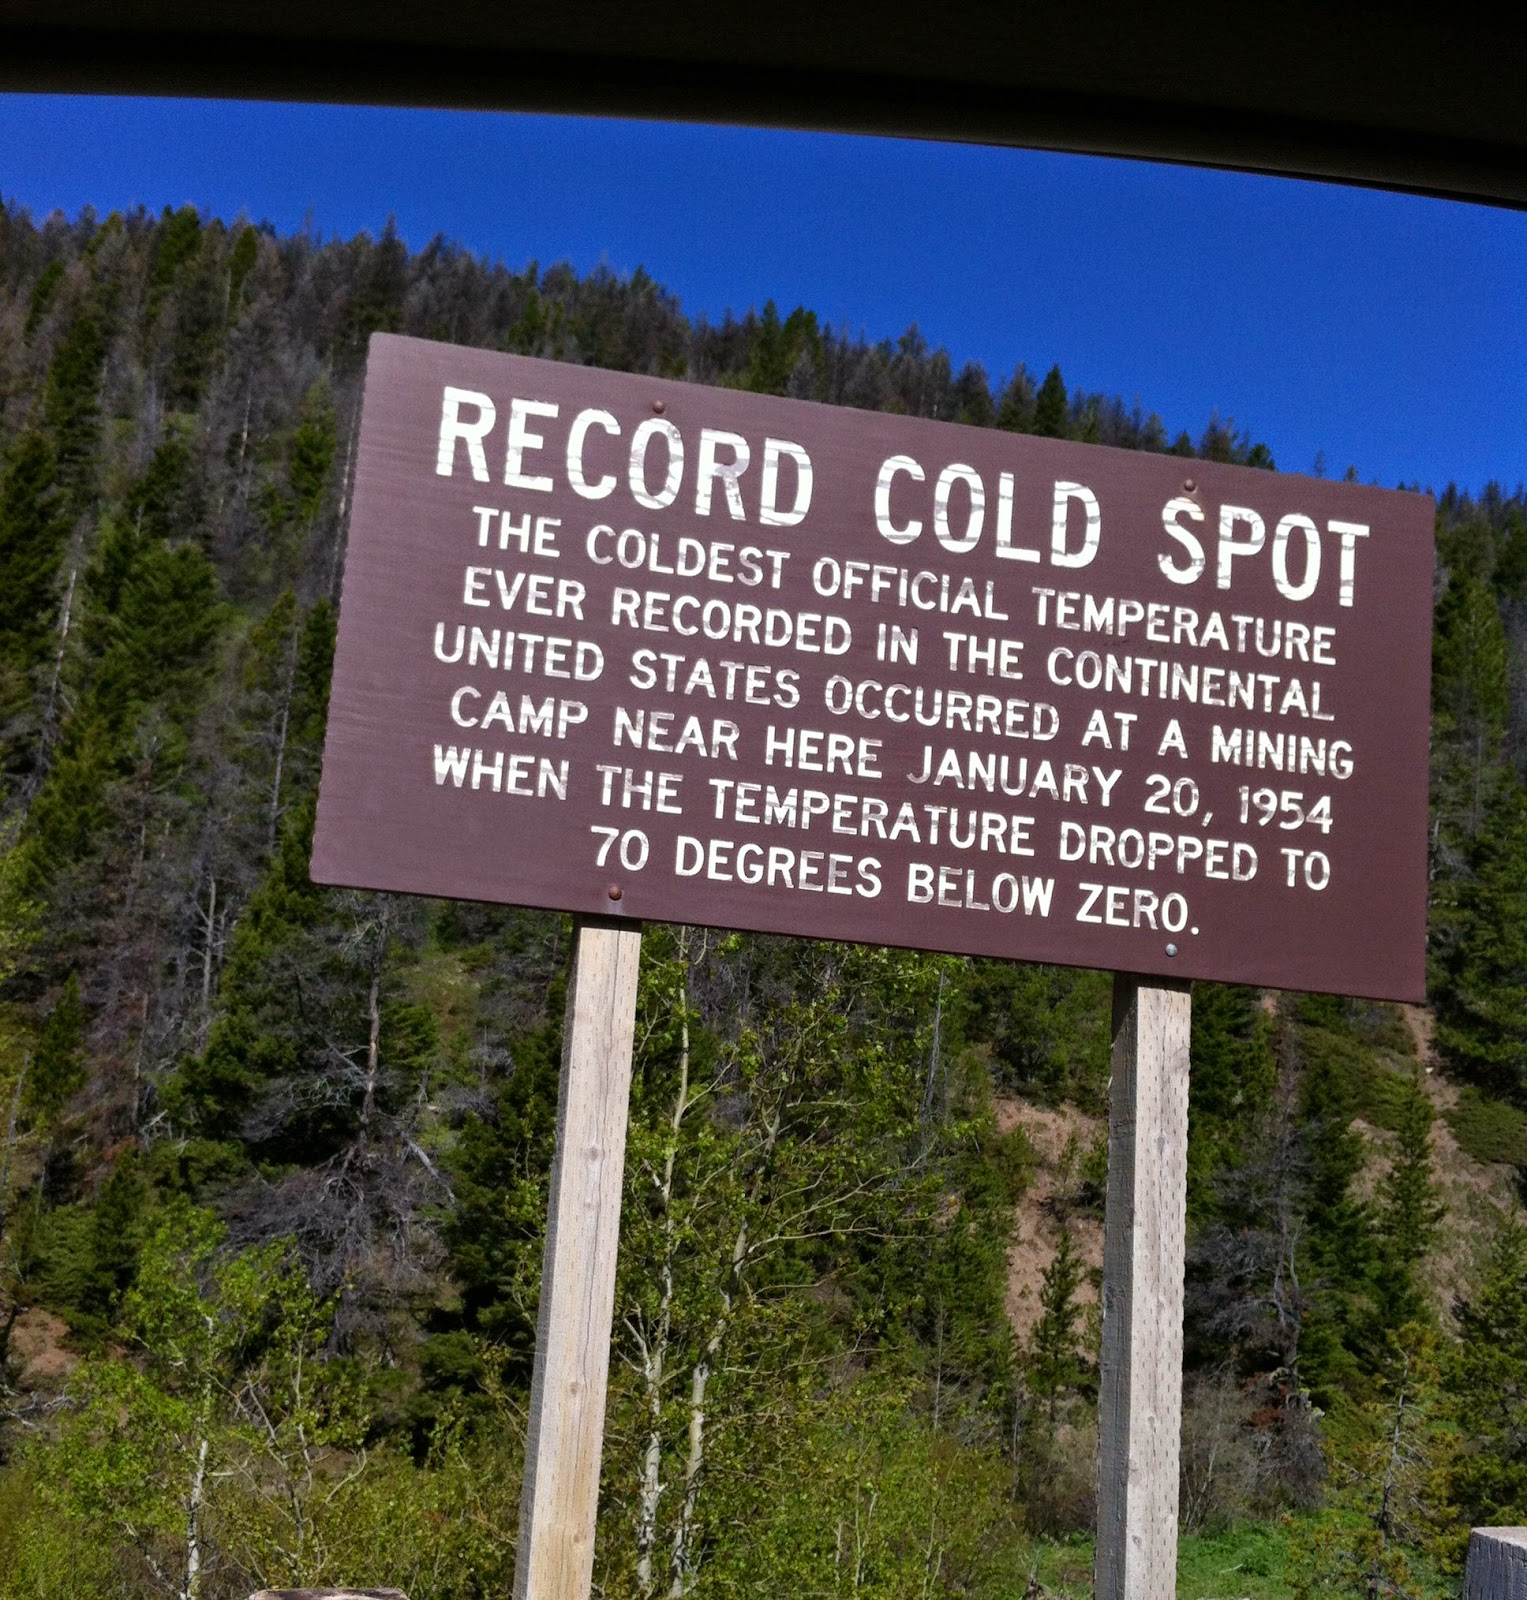 RECORD COLD SPOT
THE COLDEST OFFICIAL TEMPERATURE
EVER RECORDED IN THE CONTINENTAL
UNITED STATES OCCURRED AT A MINING
CAMP NEAR HERE JANUARY 20, 1954
WHEN THE TEMPERATURE DROPPED TO
70 DEGREES BELOW ZERO.